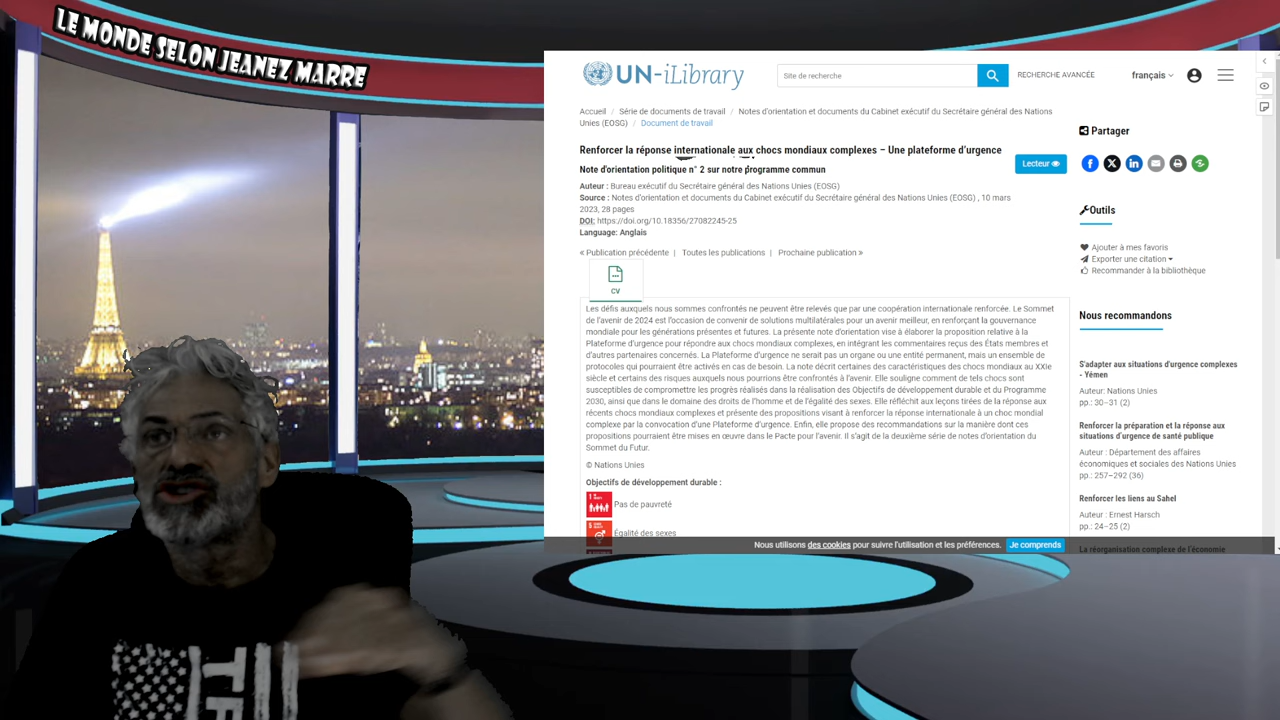 LE MONDE SELON JEANEZ MARRE
UN-iLibrary
Site de recherche
RECHERCHE AVANCÉE
français
Accueil / Série de documents de travail / Notes d'orientation et documents du Cabinet exécutif du Secrétaire général des Nations
Unies (EOSG) / Document de travail
Renforcer la réponse internationale aux chocs mondiaux complexes – Une plateforme d'urgence
Note d'orientation politique n° 2 sur notre programme commun
Lecteur
Auteur : Bureau exécutif du Secrétaire général des Nations Unies (EOSG)
Source : Notes d'orientation et documents du Cabinet exécutif du Secrétaire général des Nations Unies (EOSG) , 10 mars
2023, 28 pages
DOI: https://doi.org/10.18356/27082245-25
Language: Anglais
« Publication précédente | Toutes les publications | Prochaine publication »
CV
Les défis auxquels nous sommes confrontés ne peuvent être relevés que par une coopération internationale renforcée. Le Sommet
de l'avenir de 2024 est l'occasion de convenir de solutions multilatérales pour un avenir meilleur, en renforçant la gouvernance
mondiale pour les générations présentes et futures. La présente note d'orientation vise à élaborer la proposition relative à la
Plateforme d'urgence pour répondre aux chocs mondiaux complexes, en intégrant les commentaires reçus des États membres et
d'autres partenaires concernés. La Plateforme d'urgence ne serait pas un organe ou une entité permanent, mais un ensemble de
protocoles qui pourraient être activés en cas de besoin. La note décrit certaines des caractéristiques des chocs mondiaux au XXIe
siècle et certains des risques auxquels nous pourrions être confrontés à l'avenir. Elle souligne comment de tels chocs sont
susceptibles de compromettre les progrès réalisés dans la réalisation des Objectifs de développement durable et du Programme
2030, ainsi que dans le domaine des droits de l'homme et de l'égalité des sexes. Elle réfléchit aux leçons tirées de la réponse aux
récents chocs mondiaux complexes et présente des propositions visant à renforcer la réponse internationale à un choc mondial
complexe par la convocation d'une Plateforme d'urgence. Enfin, elle propose des recommandations sur la manière dont ces
propositions pourraient être mises en œuvre dans le Pacte pour l'avenir. Il s'agit de la deuxième série de notes d'orientation du
Sommet du Futur.
© Nations Unies
Objectifs de développement durable :
1
Pas de pauvreté
5
Égalité des sexes
Partager
Outils
Ajouter à mes favoris
Exporter une citation
Recommander à la bibliothèque
Nous recommandons
S'adapter aux situations d'urgence complexes
- Yémen
Auteur: Nations Unies
pp.: 30–31 (2)
Renforcer la préparation et la réponse aux
situations d'urgence de santé publique
Auteur : Département des affaires
économiques et sociales des Nations Unies
pp.: 257–292 (36)
Renforcer les liens au Sahel
Auteur : Ernest Harsch
pp.: 24–25 (2)
La réorganisation complexe de l'économie
Nous utilisons des cookies pour suivre l'utilisation et les préférences. Je comprends